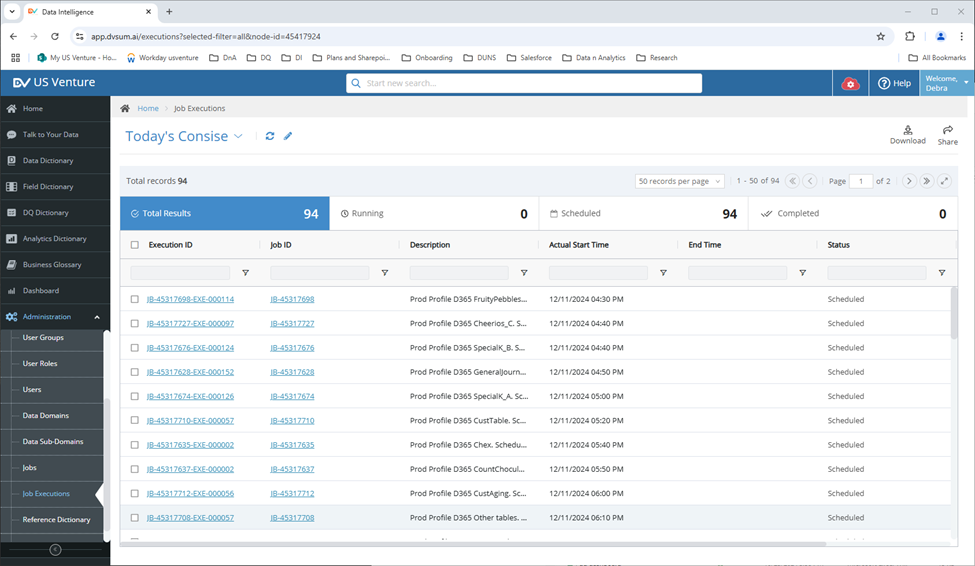 Data Intelligence
app.dvsum.ai/executions?selected-filter=all&node-id=45417924
My US Venture - Ho...
Workday usventure
DnA
DQ
DI
Plans and Sharepoi...
Onboarding
DUNS
Salesforce
Data n Analytics
Research
All Bookmarks
DV US Venture
Start new search...
Help
Welcome,
Debra
Home
Talk to Your Data
Data Dictionary
Field Dictionary
DQ Dictionary
Analytics Dictionary
Business Glossary
Dashboard
Administration
User Groups
User Roles
Users
Data Domains
Data Sub-Domains
Jobs
Job Executions
Reference Dictionary
Home > Job Executions
Today's Consise
Download
Share
Total records 94
50 records per page
1 - 50 of 94
Page 1 of 2
Total Results 94
Running 0
Scheduled 94
Completed 0
Execution ID Job ID Description Actual Start Time End Time Status
JB-45317698-EXE-000114 JB-45317698 Prod Profile D365 FruityPebbles... 12/11/2024 04:30 PM Scheduled
JB-45317727-EXE-000097 JB-45317727 Prod Profile D365 Cheerios_C. S... 12/11/2024 04:40 PM Scheduled
JB-45317676-EXE-000124 JB-45317676 Prod Profile D365 SpecialK_B. S... 12/11/2024 04:40 PM Scheduled
JB-45317628-EXE-000152 JB-45317628 Prod Profile D365 GeneralJourn... 12/11/2024 04:50 PM Scheduled
JB-45317674-EXE-000126 JB-45317674 Prod Profile D365 SpecialK_A. Sc... 12/11/2024 05:00 PM Scheduled
JB-45317710-EXE-000057 JB-45317710 Prod Profile D365 CustTable. Sc... 12/11/2024 05:20 PM Scheduled
JB-45317635-EXE-000002 JB-45317635 Prod Profile D365 Chex. Schedu... 12/11/2024 05:40 PM Scheduled
JB-45317637-EXE-000002 JB-45317637 Prod Profile D365 CountChocul... 12/11/2024 05:50 PM Scheduled
JB-45317712-EXE-000056 JB-45317712 Prod Profile D365 CustAging. Sc... 12/11/2024 06:00 PM Scheduled
JB-45317708-EXE-000057 JB-45317708 Prod Profile D365 Other tables. ... 12/11/2024 06:10 PM Scheduled